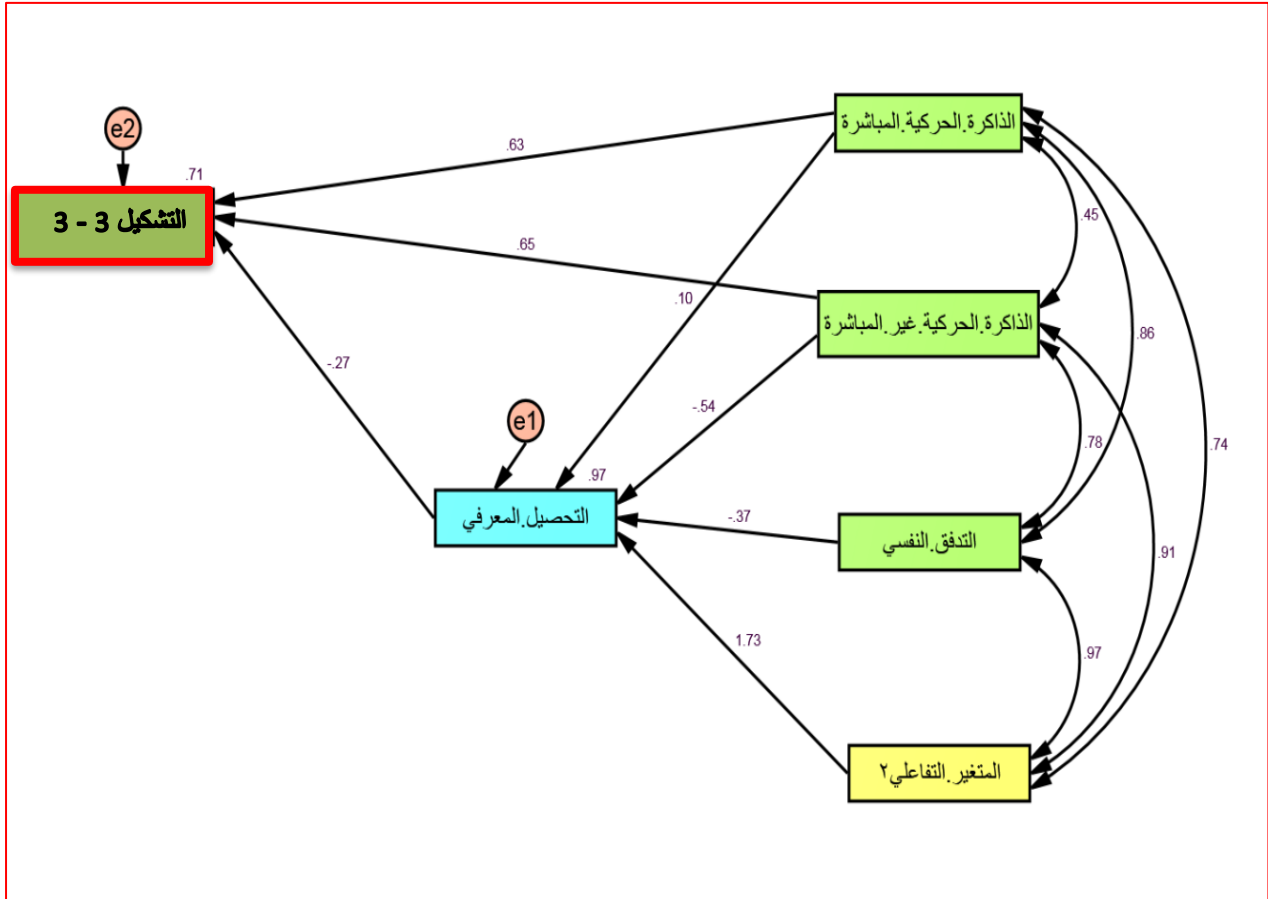 الذاكرة.الحركية.المباشرة
e2
.63
.71
التشكيل 3 - 3
.45
.65
.10
الذاكرة.الحركية.غير.المباشرة
.86
-.27
-.54
e1
.78
.74
.97
التحصيل.المعرفي
-.37
التدفق.النفسي
.91
1.73
.97
المتغير.التفاعلي٢